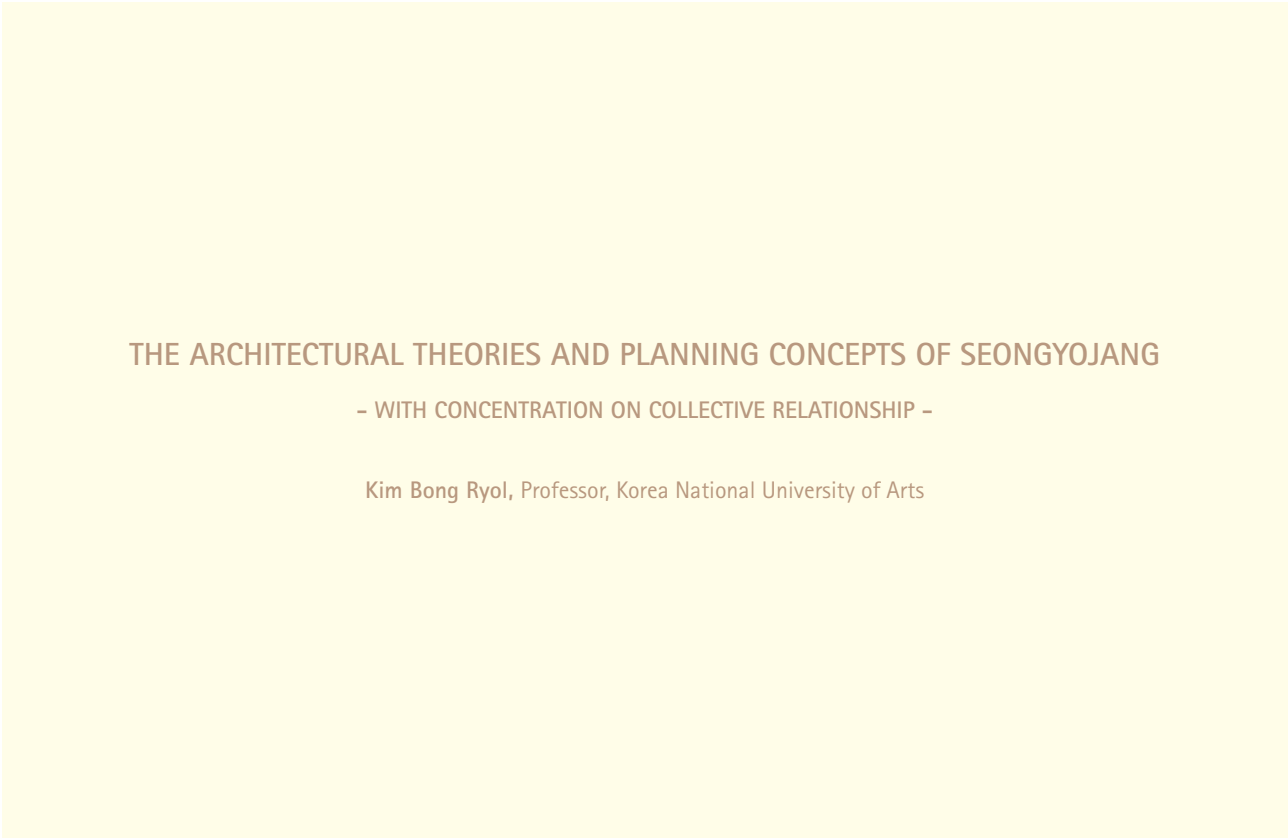 THE ARCHITECTURAL THEORIES AND PLANNING CONCEPTS OF SEONGYOJANG
- WITH CONCENTRATION ON COLLECTIVE RELATIONSHIP -
Kim Bong Ryol, Professor, Korea National University of Arts